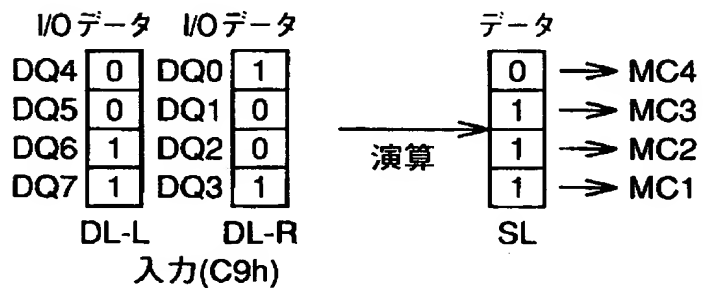 I/Oデータ I/Oデータ データ
DQ4 0 DQ0 1 0 MC4
DQ5 0 DQ1 0 1 MC3
DQ6 1 DQ2 0 1 MC2
DQ7 1 DQ3 1 1 MC1
演算
DL-L DL-R SL
入力(C9h)